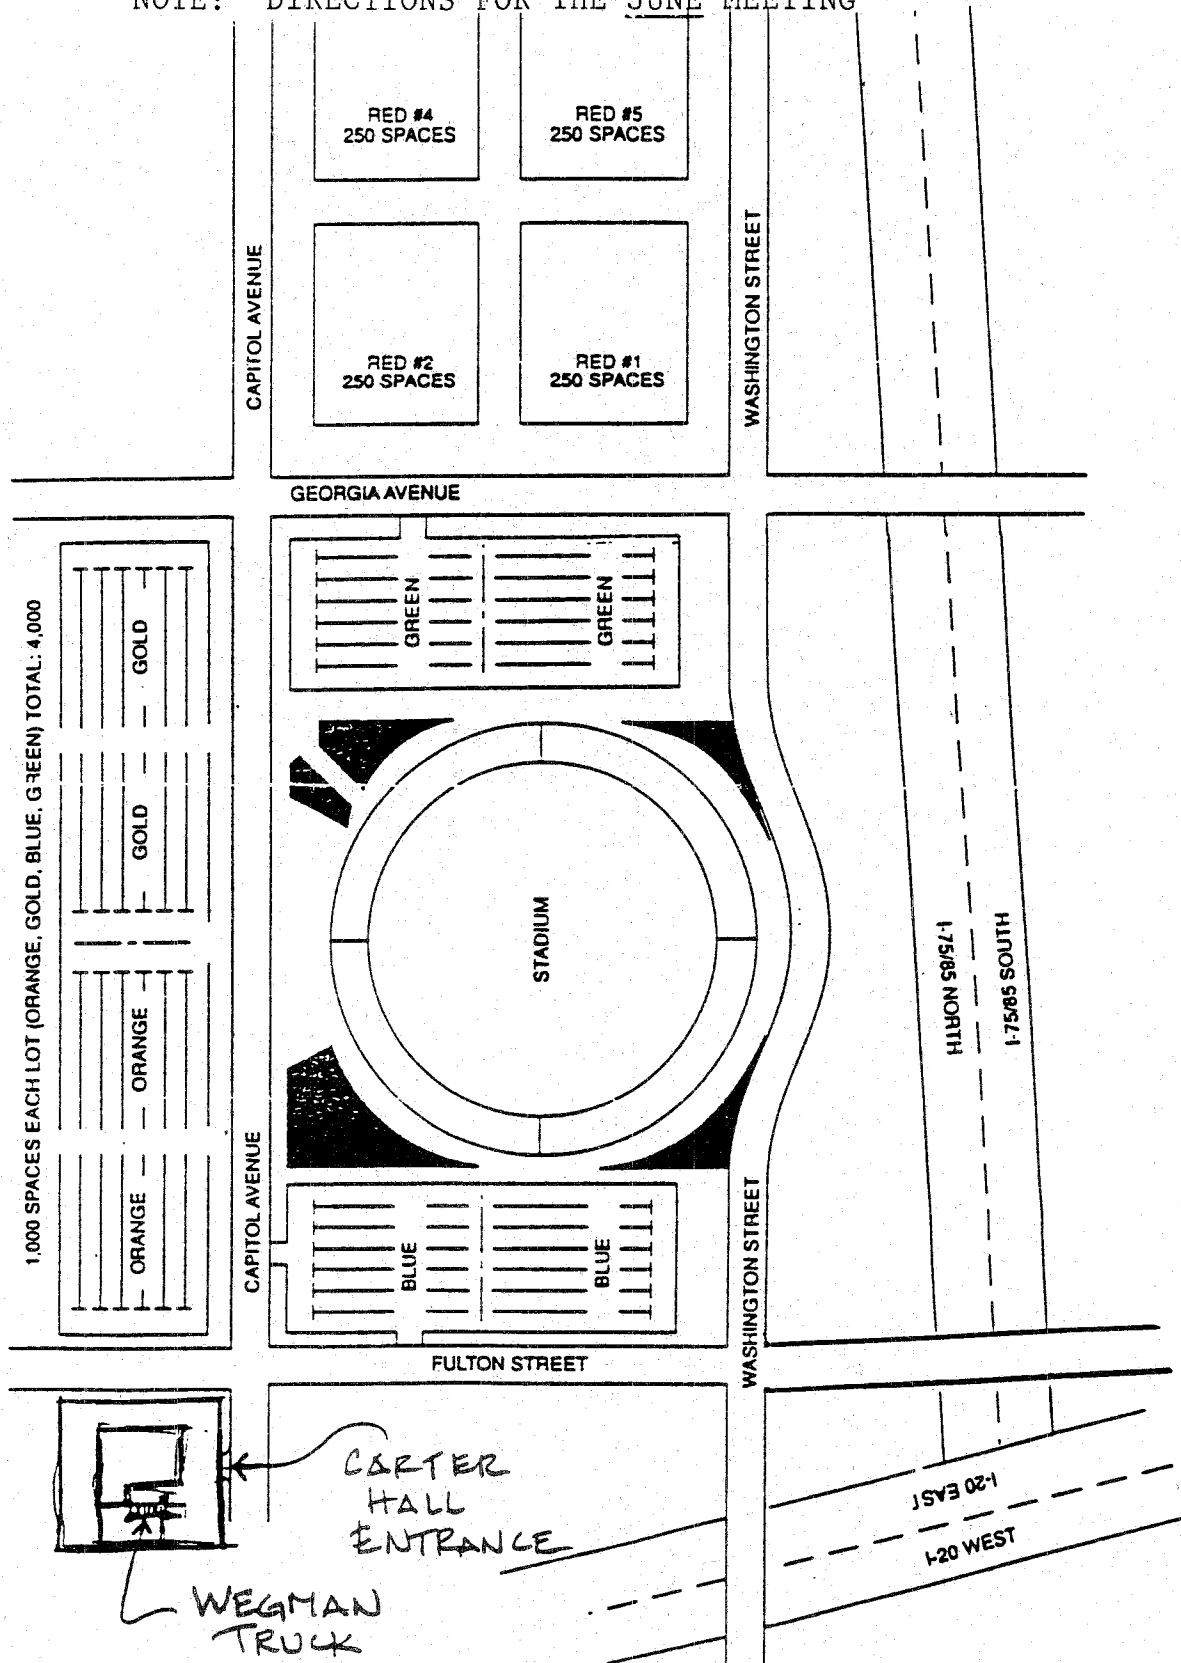 NOTE: DIRECTIONS FOR THE JUNE MEETING
RED #4
250 SPACES
RED #5
250 SPACES
CAPITOL AVENUE
WASHINGTON STREET
RED #2
250 SPACES
RED #1
250 SPACES
GEORGIA AVENUE
1,000 SPACES EACH LOT (ORANGE, GOLD, BLUE, GREEN) TOTAL: 4,000
GOLD
GOLD
GREEN
GREEN
STADIUM
I-75/85 NORTH
I-75/85 SOUTH
ORANGE
ORANGE
CAPITOL AVENUE
BLUE
BLUE
WASHINGTON STREET
FULTON STREET
CARTER
HALL
ENTRANCE
I-20 EAST
I-20 WEST
WEGMAN
TRUCK